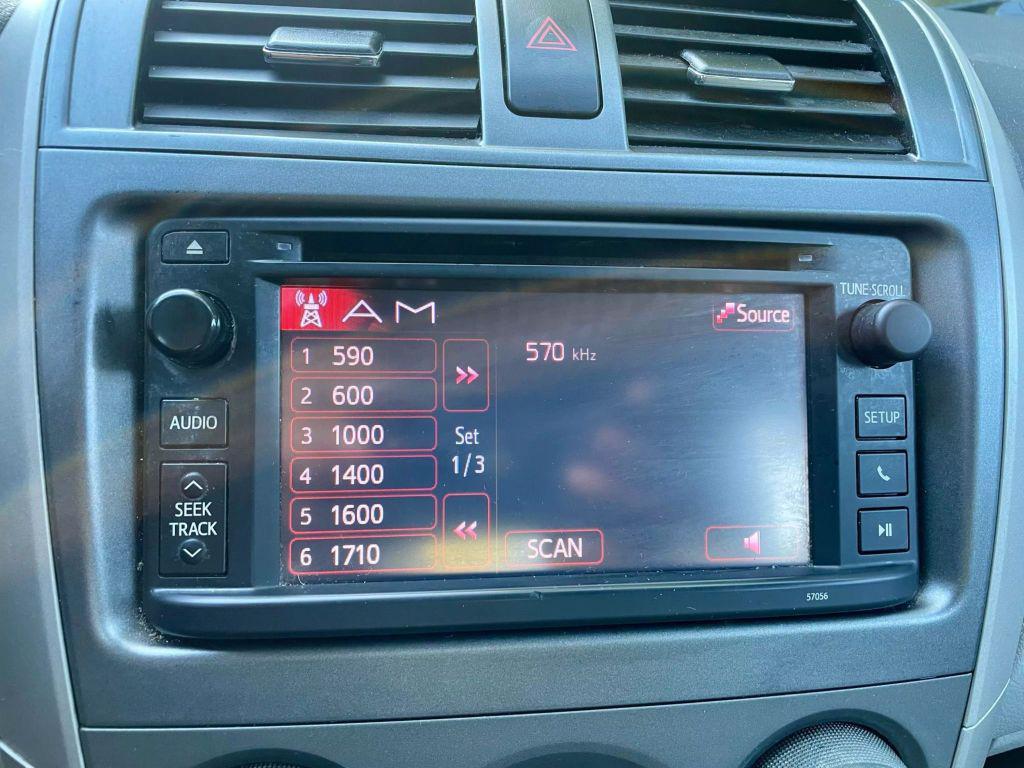 TUNE·SCROLL
AM
Source
1 590
570 kHz
2 600
AUDIO
SETUP
3 1000
Set
1/3
4 1400
SEEK
TRACK
5 1600
6 1710
SCAN
57056